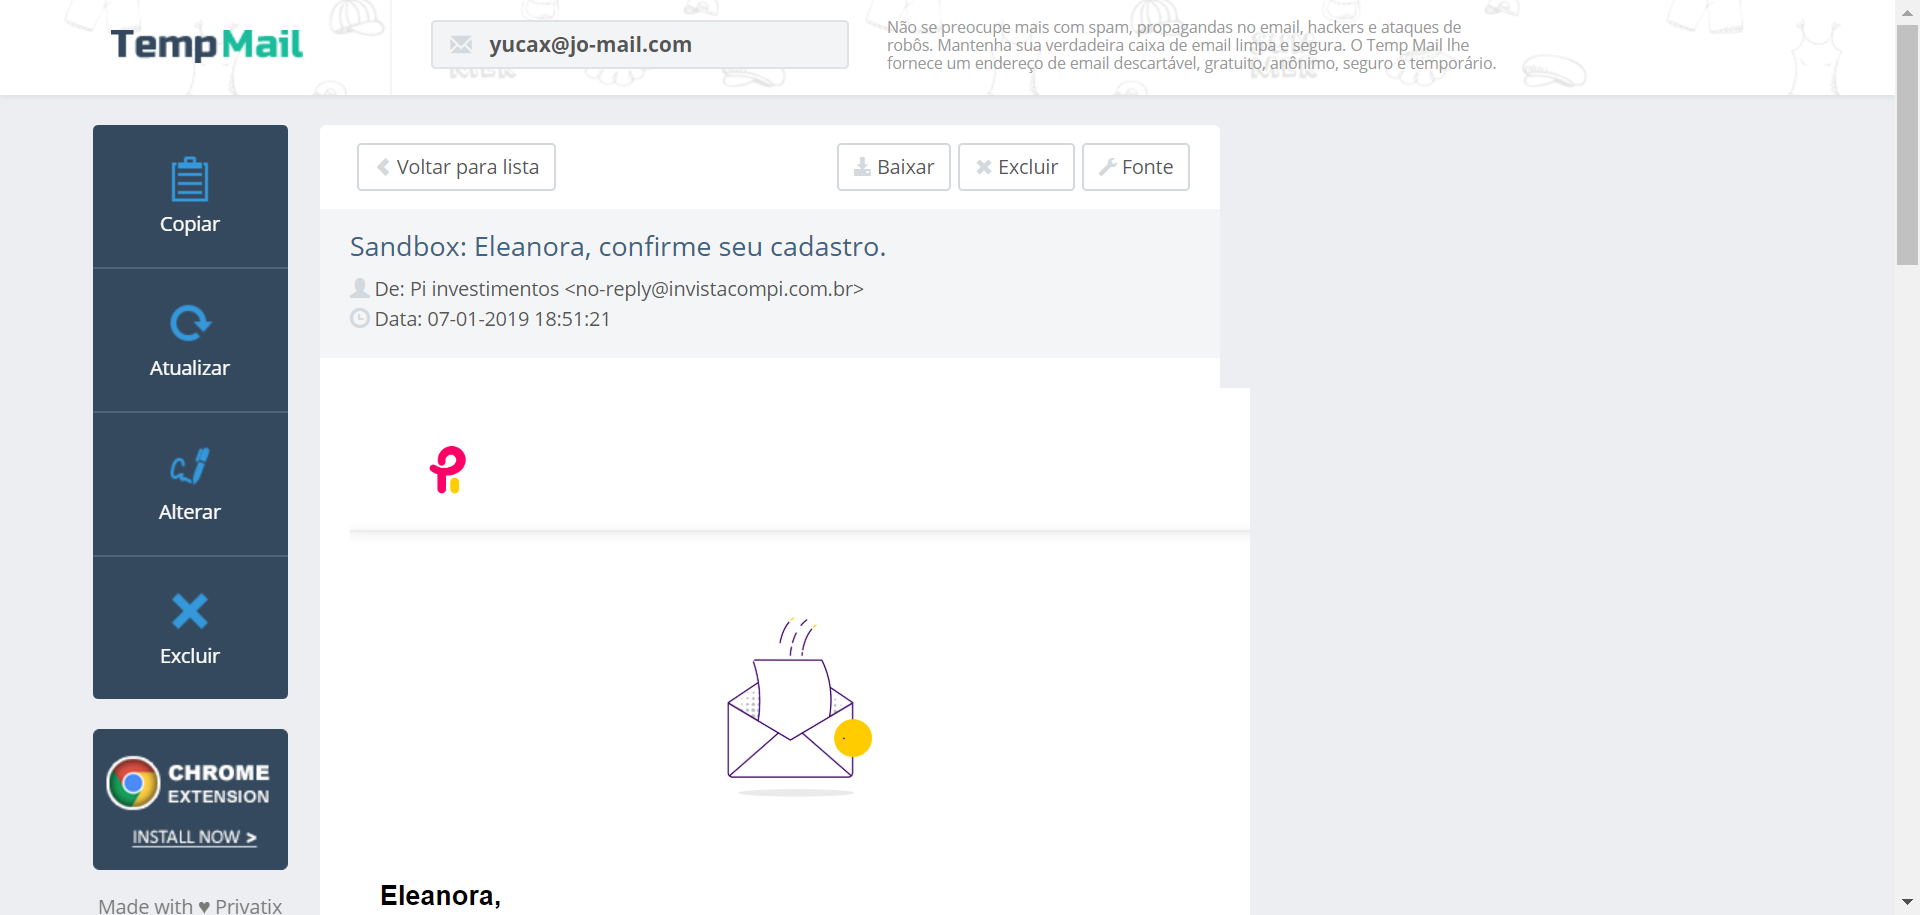 TempMail
yucax@jo-mail.com
Não se preocupe mais com spam, propagandas no email, hackers e ataques de
robôs. Mantenha sua verdadeira caixa de email limpa e segura. O Temp Mail lhe
fornece um endereço de email descartável, gratuito, anônimo, seguro e temporário.
Copiar
Atualizar
Alterar
Excluir
CHROME
EXTENSION
INSTALL NOW >
Made with ♥ Privatix
Voltar para lista
Baixar
Excluir
Fonte
Sandbox: Eleanora, confirme seu cadastro.
De: Pi investimentos <no-reply@invistacompi.com.br>
Data: 07-01-2019 18:51:21
Eleanora,